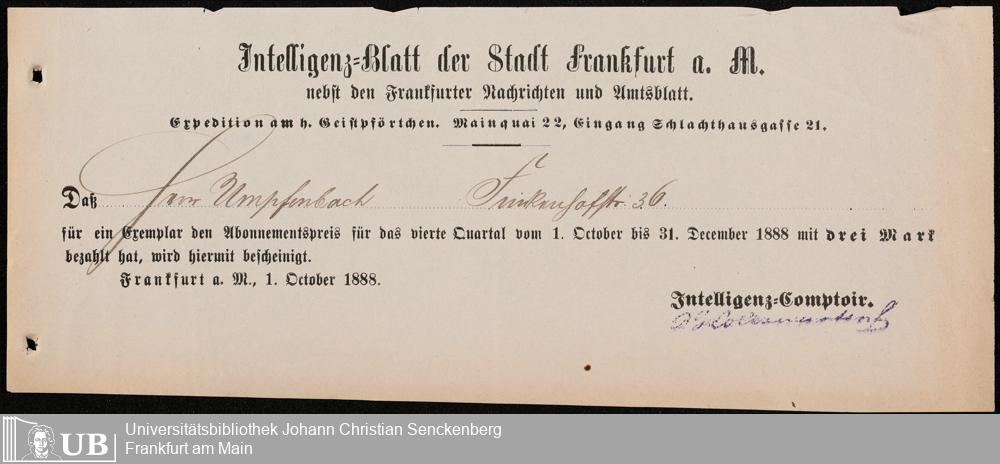 Intelligenz-Blatt der Stadt Frankfurt a. M.
nebst den Frankfurter Nachrichten und Amtsblatt.
Expedition am h. Geistpförtchen. Mainquai 22, Eingang Schlachthausgasse 21.
Daß Herr Umpfenbach Finkenhofstr. 36.
für ein Exemplar den Abonnementspreis für das vierte Quartal vom 1. October bis 31. December 1888 mit drei Mark
bezahlt hat, wird hiermit bescheinigt.
Frankfurt a. M., 1. October 1888.
Intelligenz-Comptoir.
UB
Universitätsbibliothek Johann Christian Senckenberg
Frankfurt am Main